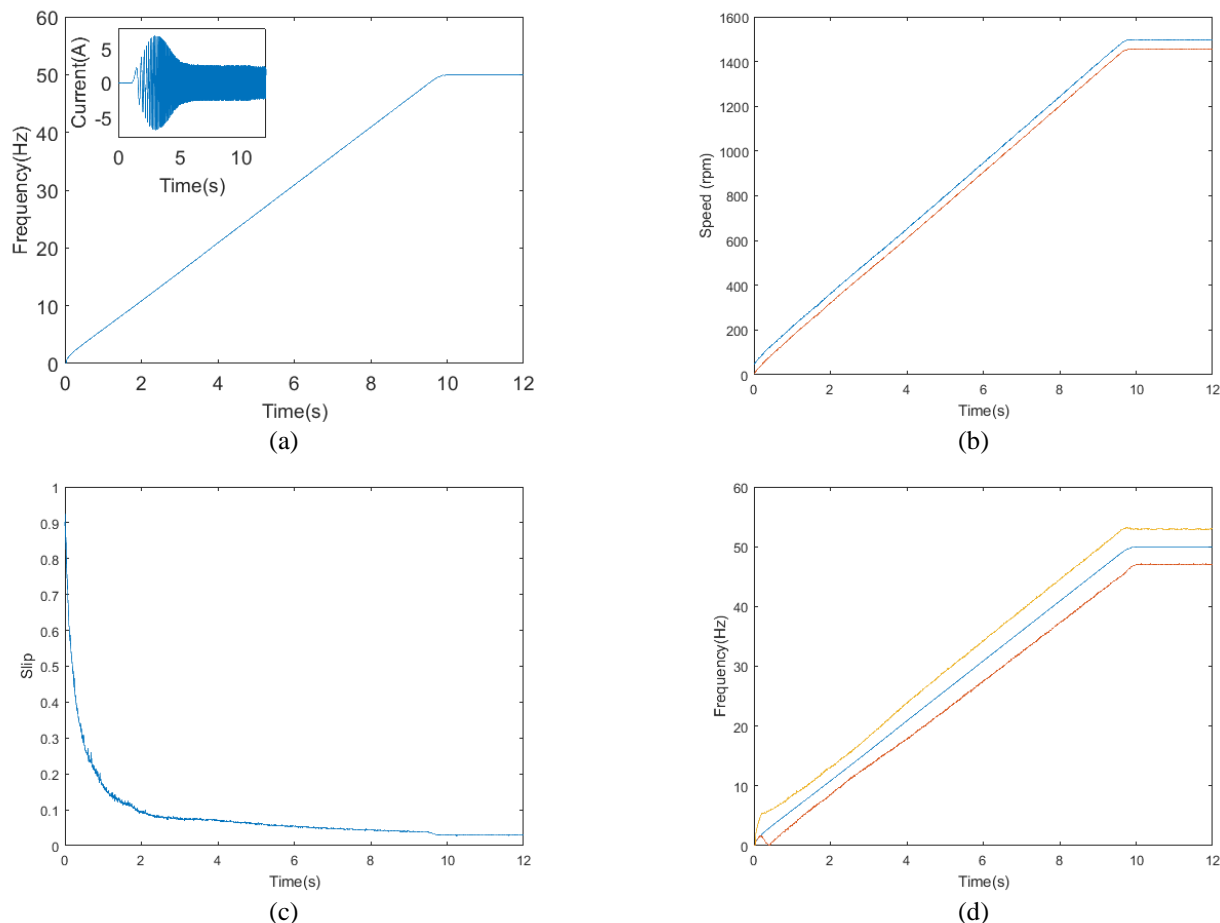 60
50
40
30
20
10
0
Frequency(Hz)
0 2 4 6 8 10 12
Time(s)
5
0
-5
Current(A)
0 5 10
Time(s)
(a)
1600
1400
1200
1000
800
600
400
200
0
Speed (rpm)
0 2 4 6 8 10 12
Time(s)
(b)
1
0.9
0.8
0.7
0.6
0.5
0.4
0.3
0.2
0.1
0
Slip
0 2 4 6 8 10 12
Time(s)
(c)
60
50
40
30
20
10
0
Frequency(Hz)
0 2 4 6 8 10 12
Time(s)
(d)